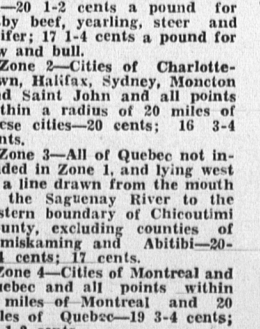 —20 1-2 cents a pound for
by beef, yearling, steer and
ifer; 17 1-4 cents a pound for
w and bull.
Zone 2—Cities of Charlotte-
wn, Halifax, Sydney, Moncton
d Saint John and all points
thin a radius of 20 miles of
ese cities—20 cents; 16 3-4
nts.
Zone 3—All of Quebec not in-
ded in Zone 1, and lying west
a line drawn from the mouth
the Saguenay River to the
stern boundary of Chicoutimi
unty, excluding counties of
miskaming and Abitibi—20-
cents; 17 cents.
Zone 4—Cities of Montreal and
uebec and all points within
miles of Montreal and 20
les of Quebec—19 3-4 cents;